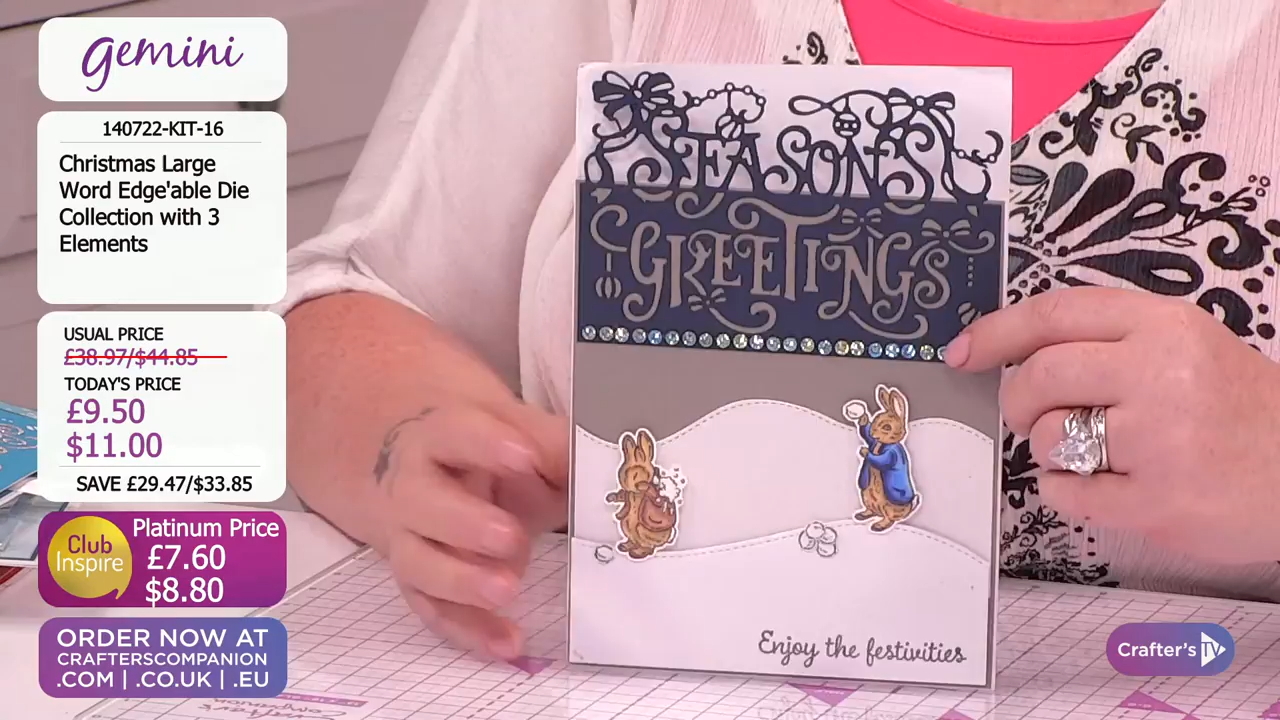 gemini
140722-KIT-16
Christmas Large
Word Edge'able Die
Collection with 3
Elements
USUAL PRICE
£38.97/$44.85
TODAY'S PRICE
£9.50
$11.00
SAVE £29.47/$33.85
Club
Inspire
Platinum Price
£7.60
$8.80
ORDER NOW AT
CRAFTERSCOMPANION
.COM | .CO.UK | .EU
SEASON'S
GREETINGS
Enjoy the festivities
Crafter's TV